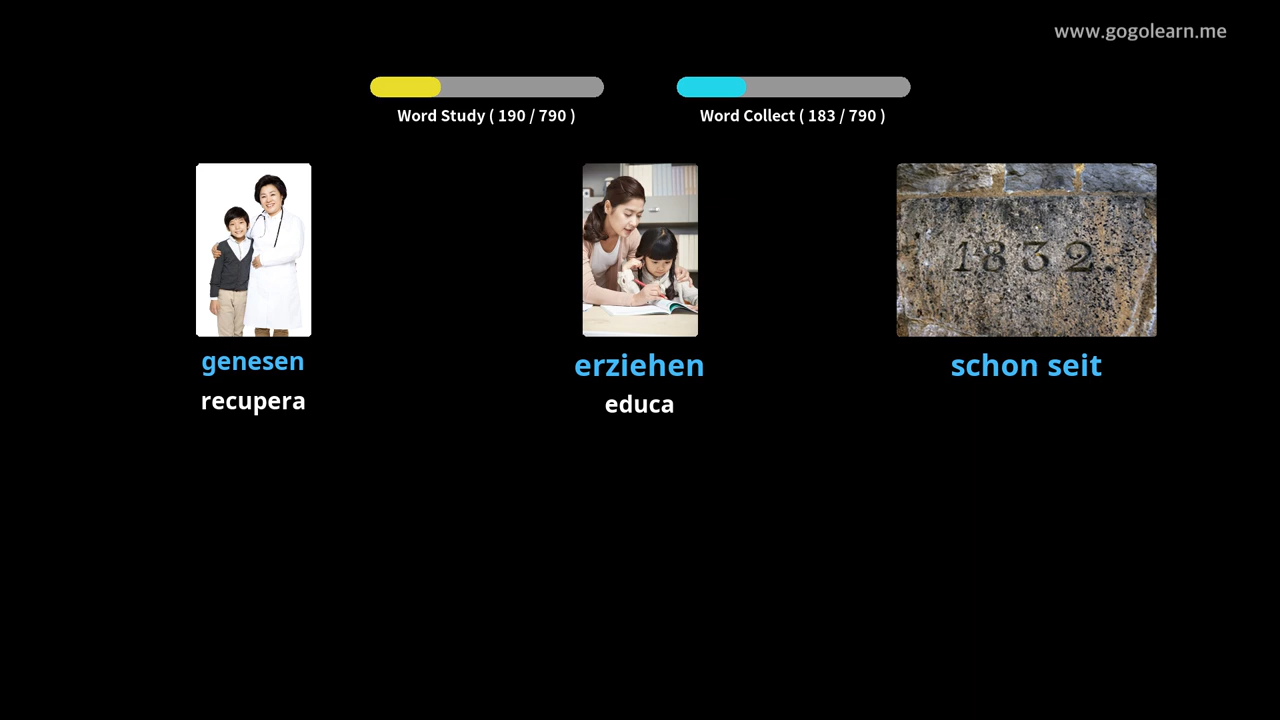 www.gogolearn.me
Word Study ( 190 / 790 )
Word Collect ( 183 / 790 )
1832.
genesen
erziehen
schon seit
recupera
educa